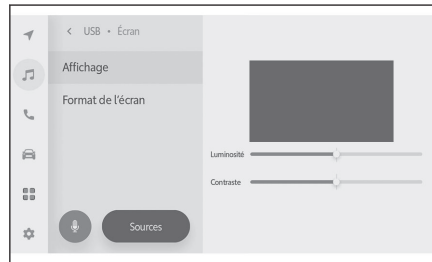 < USB • Écran
Affichage
Format de l'écran
Sources
Luminosité
Contraste